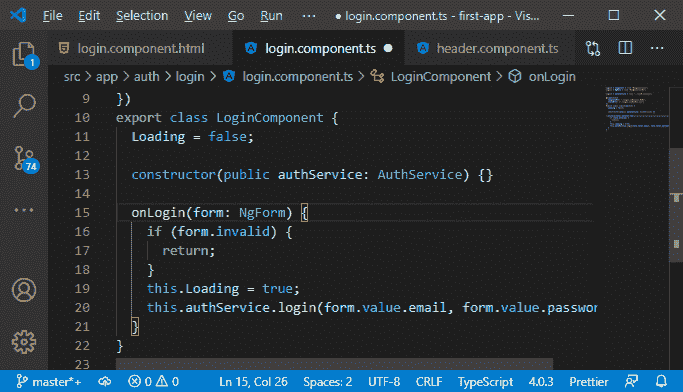 File Edit Selection View Go Run ... login.component.ts - first-app - Vis...
login.component.html login.component.ts header.component.ts
src > app > auth > login > login.component.ts > LoginComponent > onLogin
9 })
10 export class LoginComponent {
11 Loading = false;
12
13 constructor(public authService: AuthService) {}
14
15 onLogin(form: NgForm) {
16 if (form.invalid) {
17 return;
18 }
19 this.Loading = true;
20 this.authService.login(form.value.email, form.value.passwor
21 }
22 }
23
1
74
master*+ 0 0 Ln 15, Col 26 Spaces: 2 UTF-8 CRLF TypeScript 4.0.3 Prettier